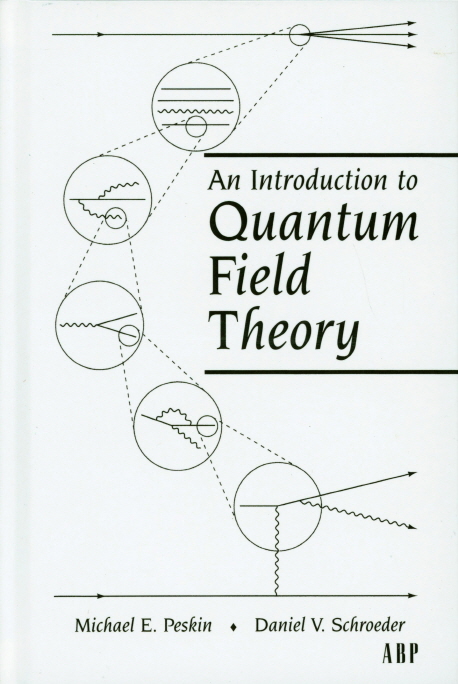 An Introduction to
Quantum
Field
Theory
Michael E. Peskin ♦ Daniel V. Schroeder
ABP